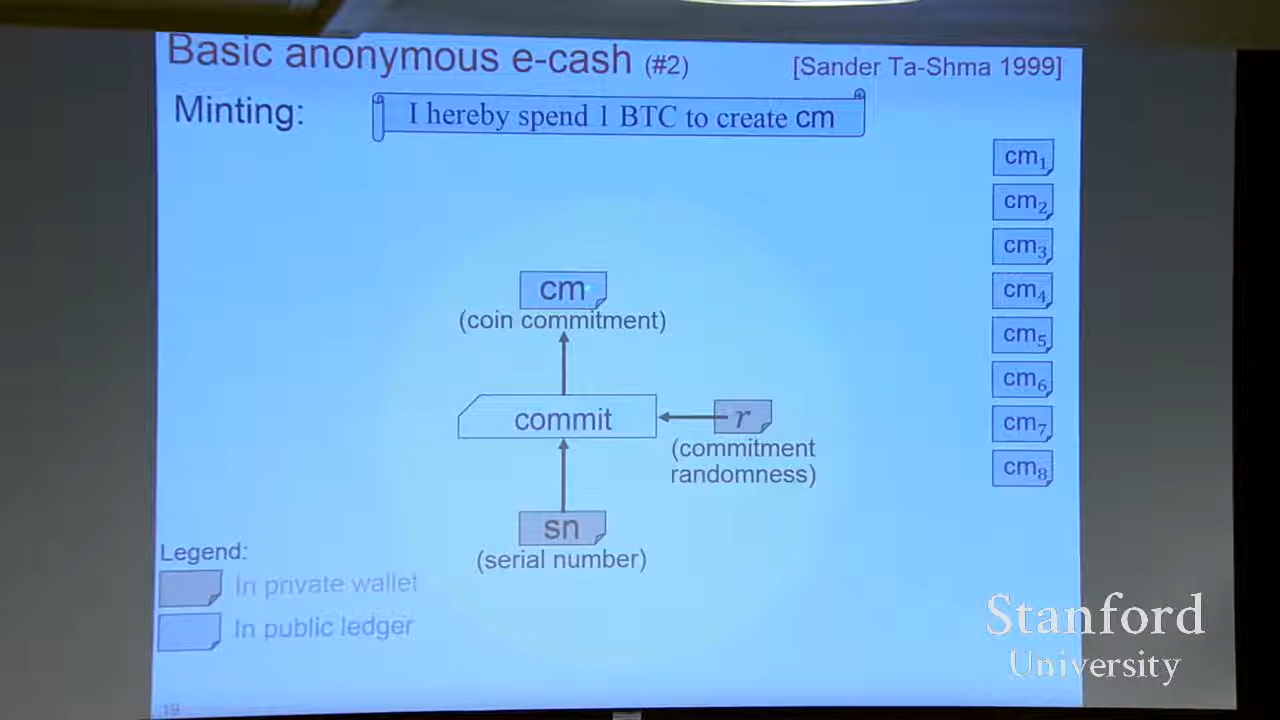 Basic anonymous e-cash (#2) [Sander Ta-Shma 1999]
Minting:
I hereby spend 1 BTC to create cm
cm1
cm2
cm3
cm4
cm5
cm6
cm7
cm8
cm
(coin commitment)
commit
r
(commitment
randomness)
sn
(serial number)
Legend:
In private wallet
In public ledger
Stanford
University
19